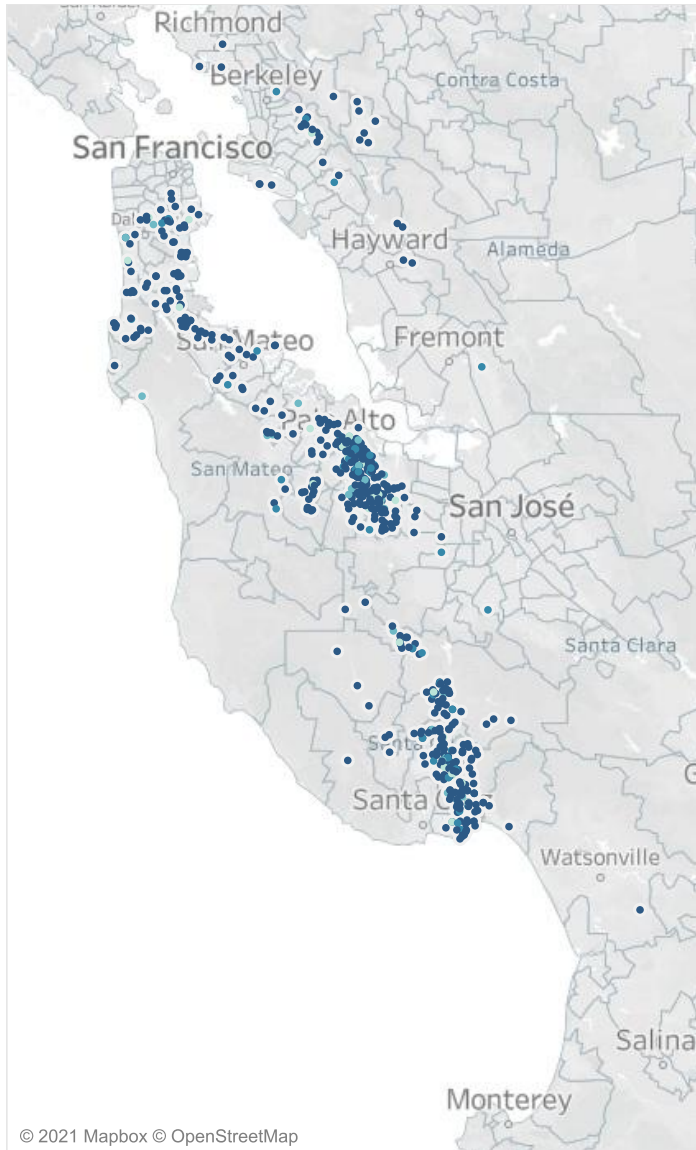 Richmond
Berkeley
Contra Costa
San Francisco
Hayward
Alameda
San Mateo
Fremont
Palo Alto
San Mateo
San José
Santa Clara
Santa Cruz
Watsonville
Salina
Monterey
© 2021 Mapbox © OpenStreetMap